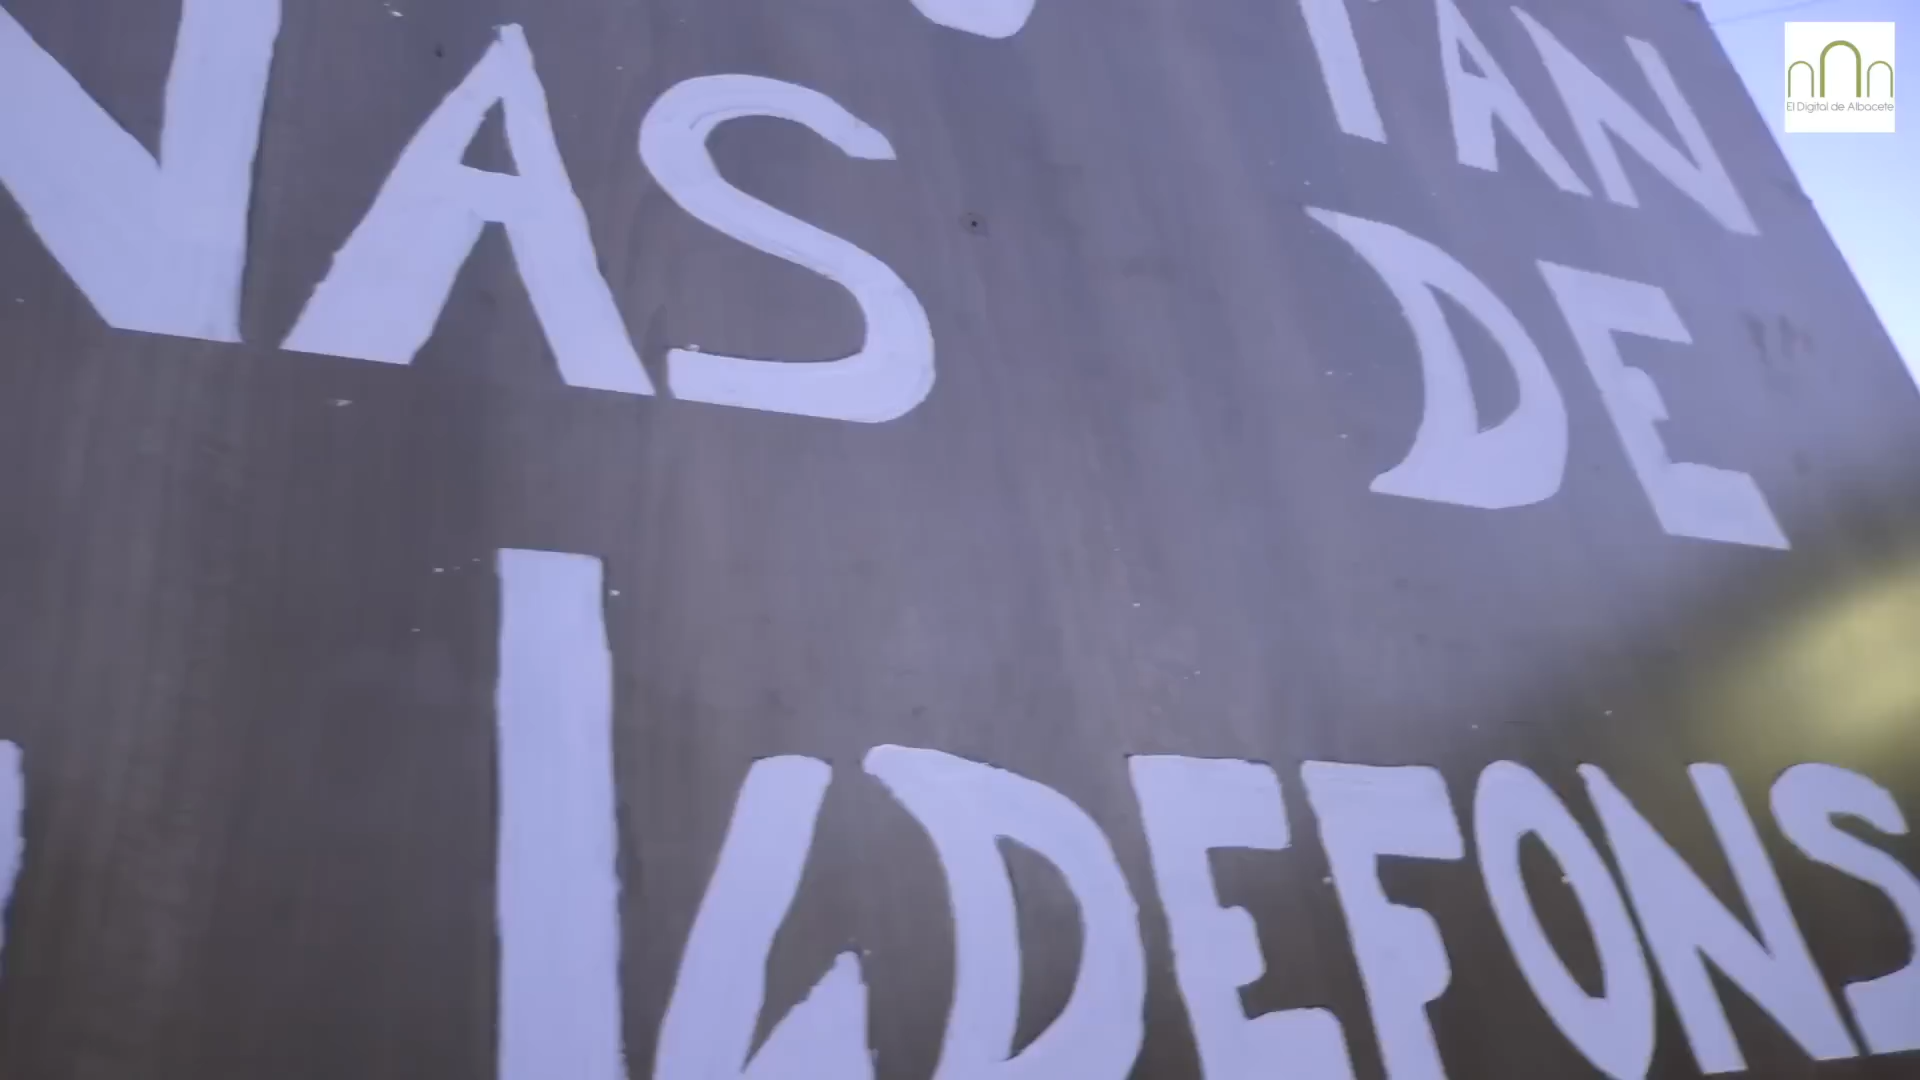 El Digital de Albacete
TAN
NAS
DE
ILDEFONS